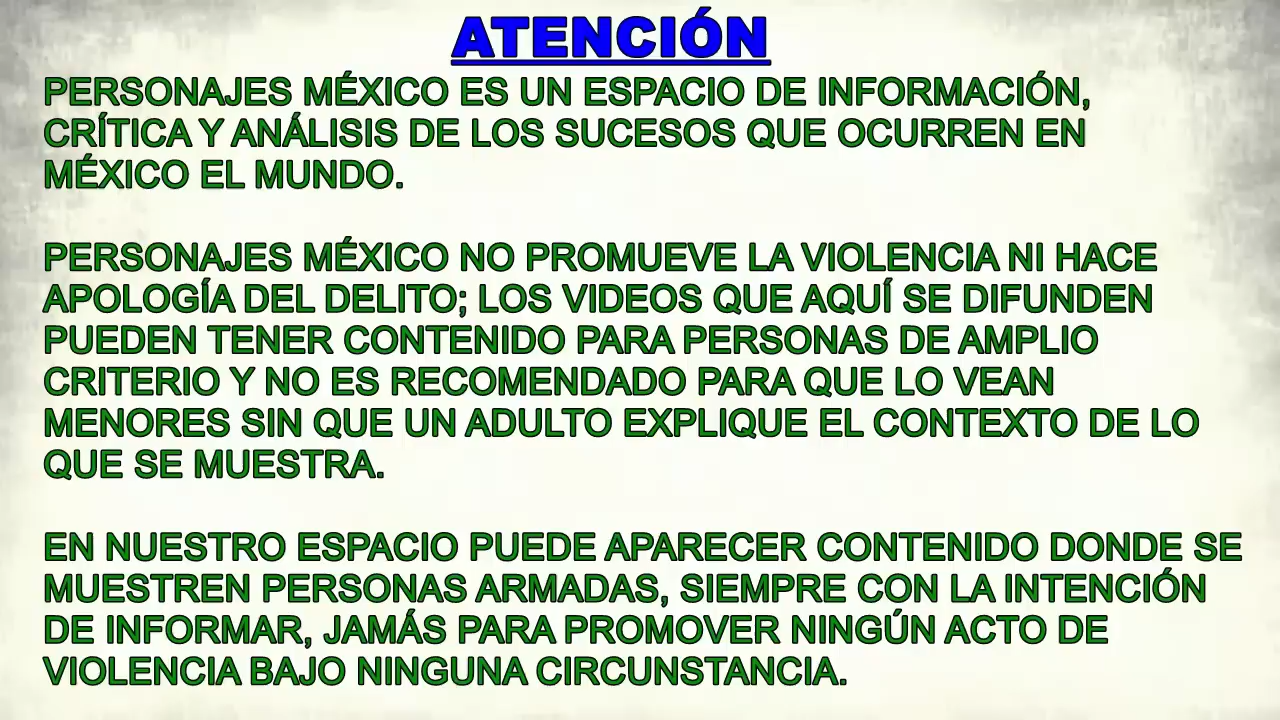 ATENCIÓN
PERSONAJES MÉXICO ES UN ESPACIO DE INFORMACIÓN,
CRÍTICA Y ANÁLISIS DE LOS SUCESOS QUE OCURREN EN
MÉXICO EL MUNDO.
PERSONAJES MÉXICO NO PROMUEVE LA VIOLENCIA NI HACE
APOLOGÍA DEL DELITO; LOS VIDEOS QUE AQUÍ SE DIFUNDEN
PUEDEN TENER CONTENIDO PARA PERSONAS DE AMPLIO
CRITERIO Y NO ES RECOMENDADO PARA QUE LO VEAN
MENORES SIN QUE UN ADULTO EXPLIQUE EL CONTEXTO DE LO
QUE SE MUESTRA.
EN NUESTRO ESPACIO PUEDE APARECER CONTENIDO DONDE SE
MUESTREN PERSONAS ARMADAS, SIEMPRE CON LA INTENCIÓN
DE INFORMAR, JAMÁS PARA PROMOVER NINGÚN ACTO DE
VIOLENCIA BAJO NINGUNA CIRCUNSTANCIA.